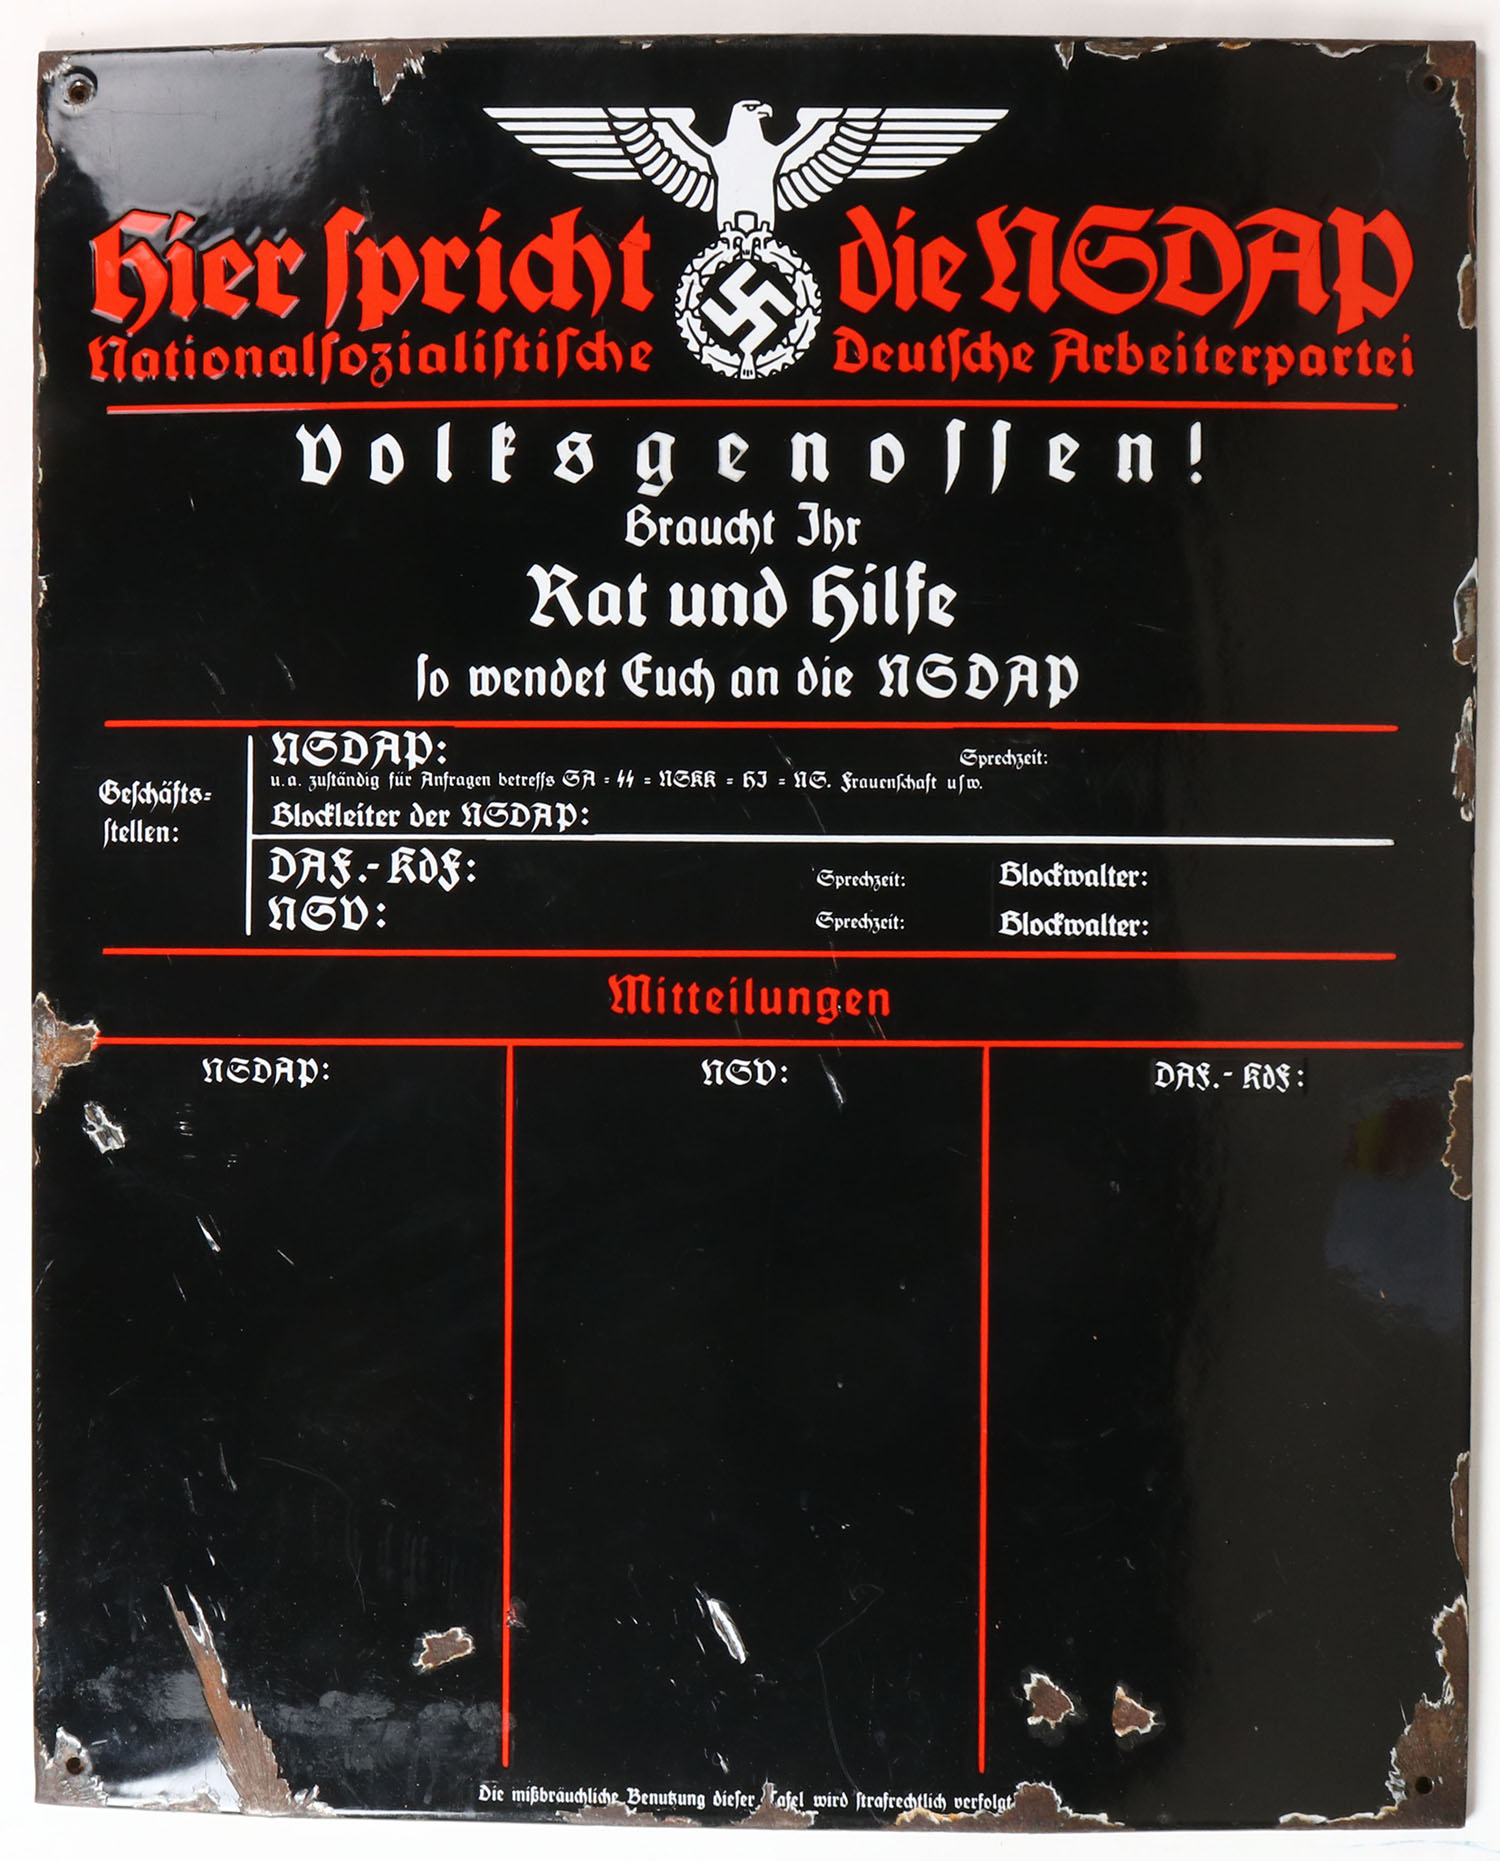 Hier spricht die NSDAP
Nationalsozialistische Deutsche Arbeiterpartei
Volksgenossen!
Braucht Ihr
Rat und Hilfe
so wendet Euch an die NSDAP
Geschäfts=
stellen:
NSDAP: Sprechzeit:
u.a. zuständig für Anfragen betreffs SA = SS = NSKK = HJ = NS. Frauenschaft usw.
Blockleiter der NSDAP:
DAF.-KdF: Sprechzeit: Blockwalter:
NSV: Sprechzeit: Blockwalter:
Mitteilungen
NSDAP: NSV: DAF.-KdF:
Die mißbräuchliche Benutzung dieser Tafel wird strafrechtlich verfolgt